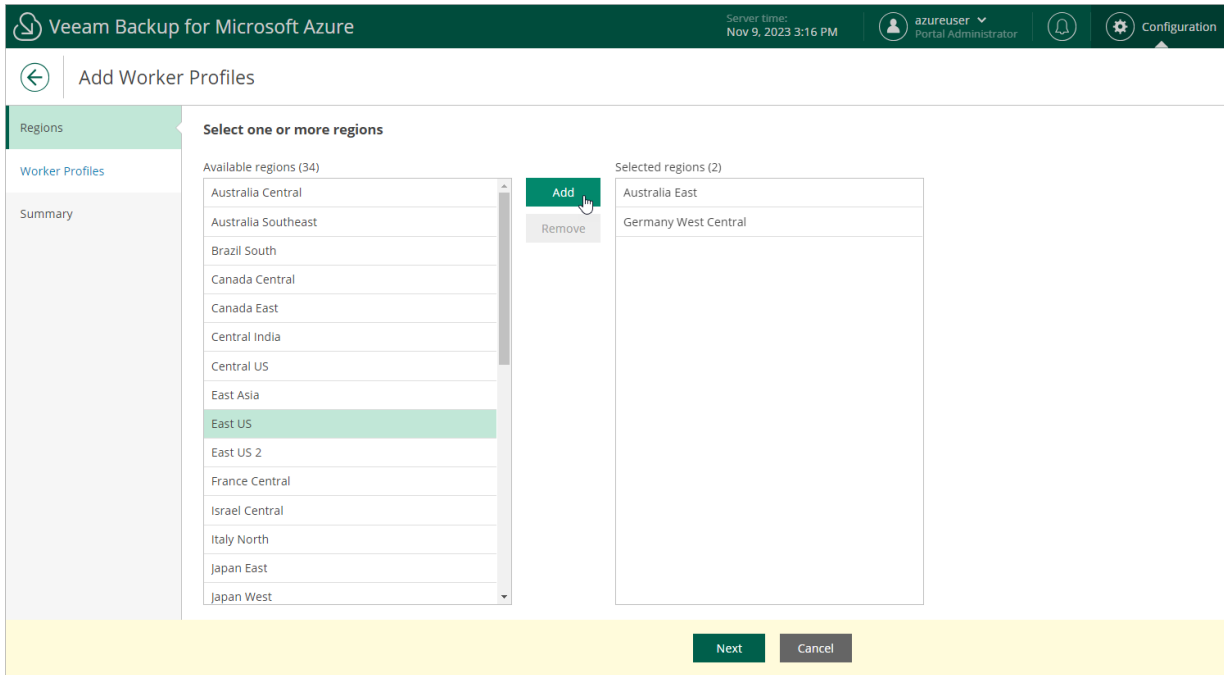 Veeam Backup for Microsoft Azure
Server time:
Nov 9, 2023 3:16 PM
azureuser
Portal Administrator
Configuration
Add Worker Profiles
Regions
Worker Profiles
Summary
Select one or more regions
Available regions (34)
Australia Central
Australia Southeast
Brazil South
Canada Central
Canada East
Central India
Central US
East Asia
East US
East US 2
France Central
Israel Central
Italy North
Japan East
Japan West
Add
Remove
Selected regions (2)
Australia East
Germany West Central
Next
Cancel